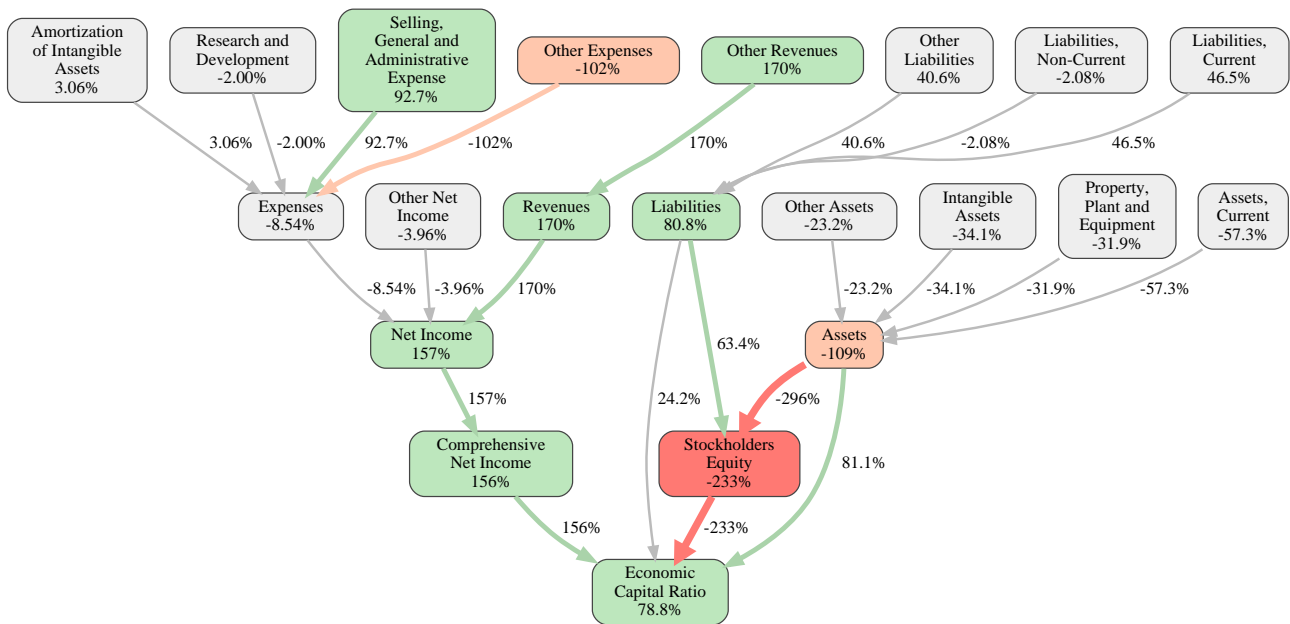 Amortization
of Intangible
Assets
3.06%
Research and
Development
-2.00%
Selling,
General and
Administrative
Expense
92.7%
Other Expenses
-102%
Other Revenues
170%
Other
Liabilities
40.6%
Liabilities,
Non-Current
-2.08%
Liabilities,
Current
46.5%
3.06%
-2.00%
92.7%
-102%
170%
40.6%
-2.08%
46.5%
Expenses
-8.54%
Other Net
Income
-3.96%
Revenues
170%
Liabilities
80.8%
Other Assets
-23.2%
Intangible
Assets
-34.1%
Property,
Plant and
Equipment
-31.9%
Assets,
Current
-57.3%
-8.54%
-3.96%
170%
-23.2%
-34.1%
-31.9%
-57.3%
Net Income
157%
63.4%
Assets
-109%
157%
24.2%
-296%
Comprehensive
Net Income
156%
Stockholders
Equity
-233%
81.1%
156%
-233%
Economic
Capital Ratio
78.8%